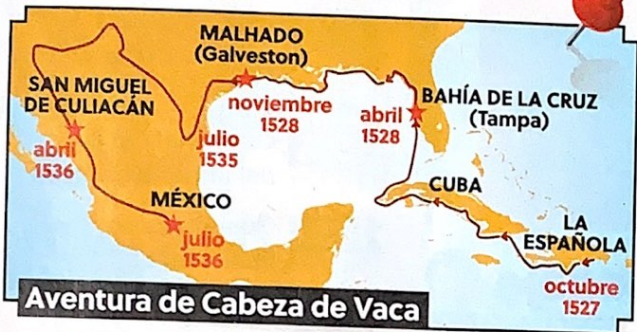 MALHADO
(Galveston)
SAN MIGUEL
DE CULIACÁN
noviembre
1528
abril
1528
BAHÍA DE LA CRUZ
(Tampa)
julio
1535
abril
1536
CUBA
MÉXICO
LA
ESPAÑOLA
julio
1536
octubre
1527
Aventura de Cabeza de Vaca